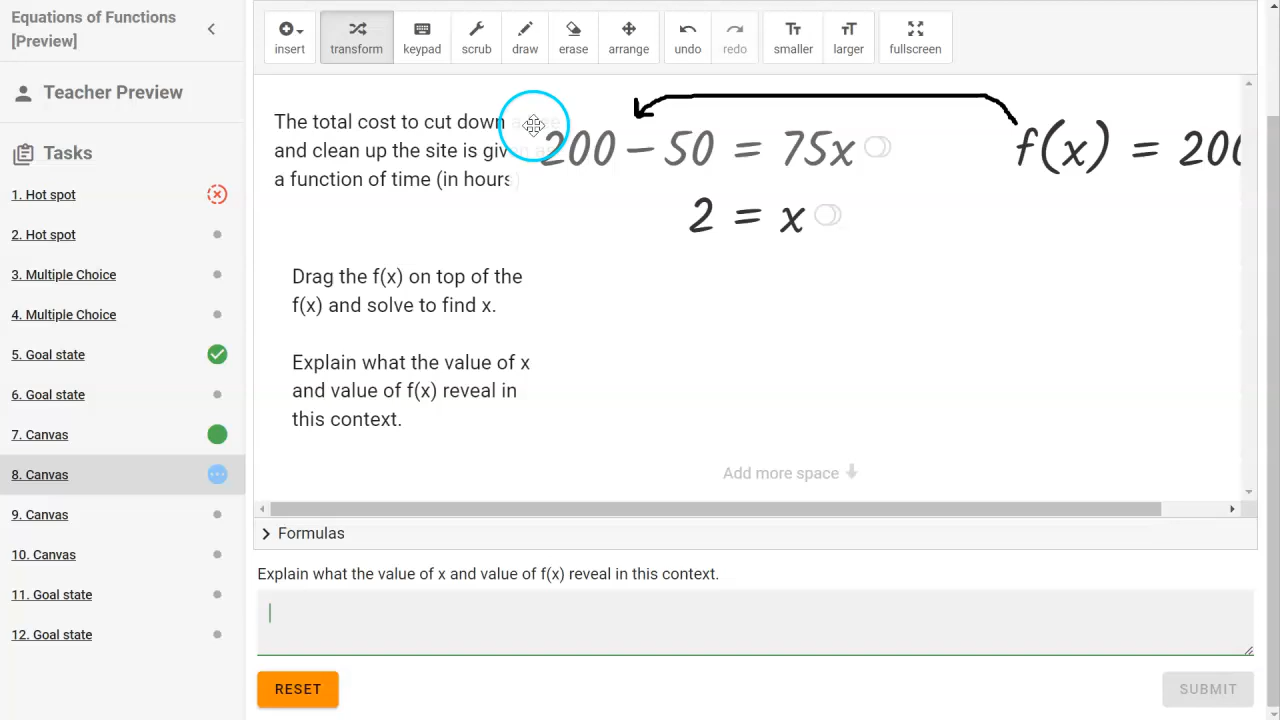 Equations of Functions
[Preview]
Teacher Preview
Tasks
1. Hot spot
2. Hot spot
3. Multiple Choice
4. Multiple Choice
5. Goal state
6. Goal state
7. Canvas
8. Canvas
9. Canvas
10. Canvas
11. Goal state
12. Goal state
insert
transform
keypad
scrub
draw
erase
arrange
undo
redo
smaller
larger
fullscreen
The total cost to cut down a tree
and clean up the site is given as
a function of time (in hours)
200 − 50 = 75x
2 = x
f(x) = 200
Drag the f(x) on top of the
f(x) and solve to find x.
Explain what the value of x
and value of f(x) reveal in
this context.
Add more space
Formulas
Explain what the value of x and value of f(x) reveal in this context.
RESET
SUBMIT